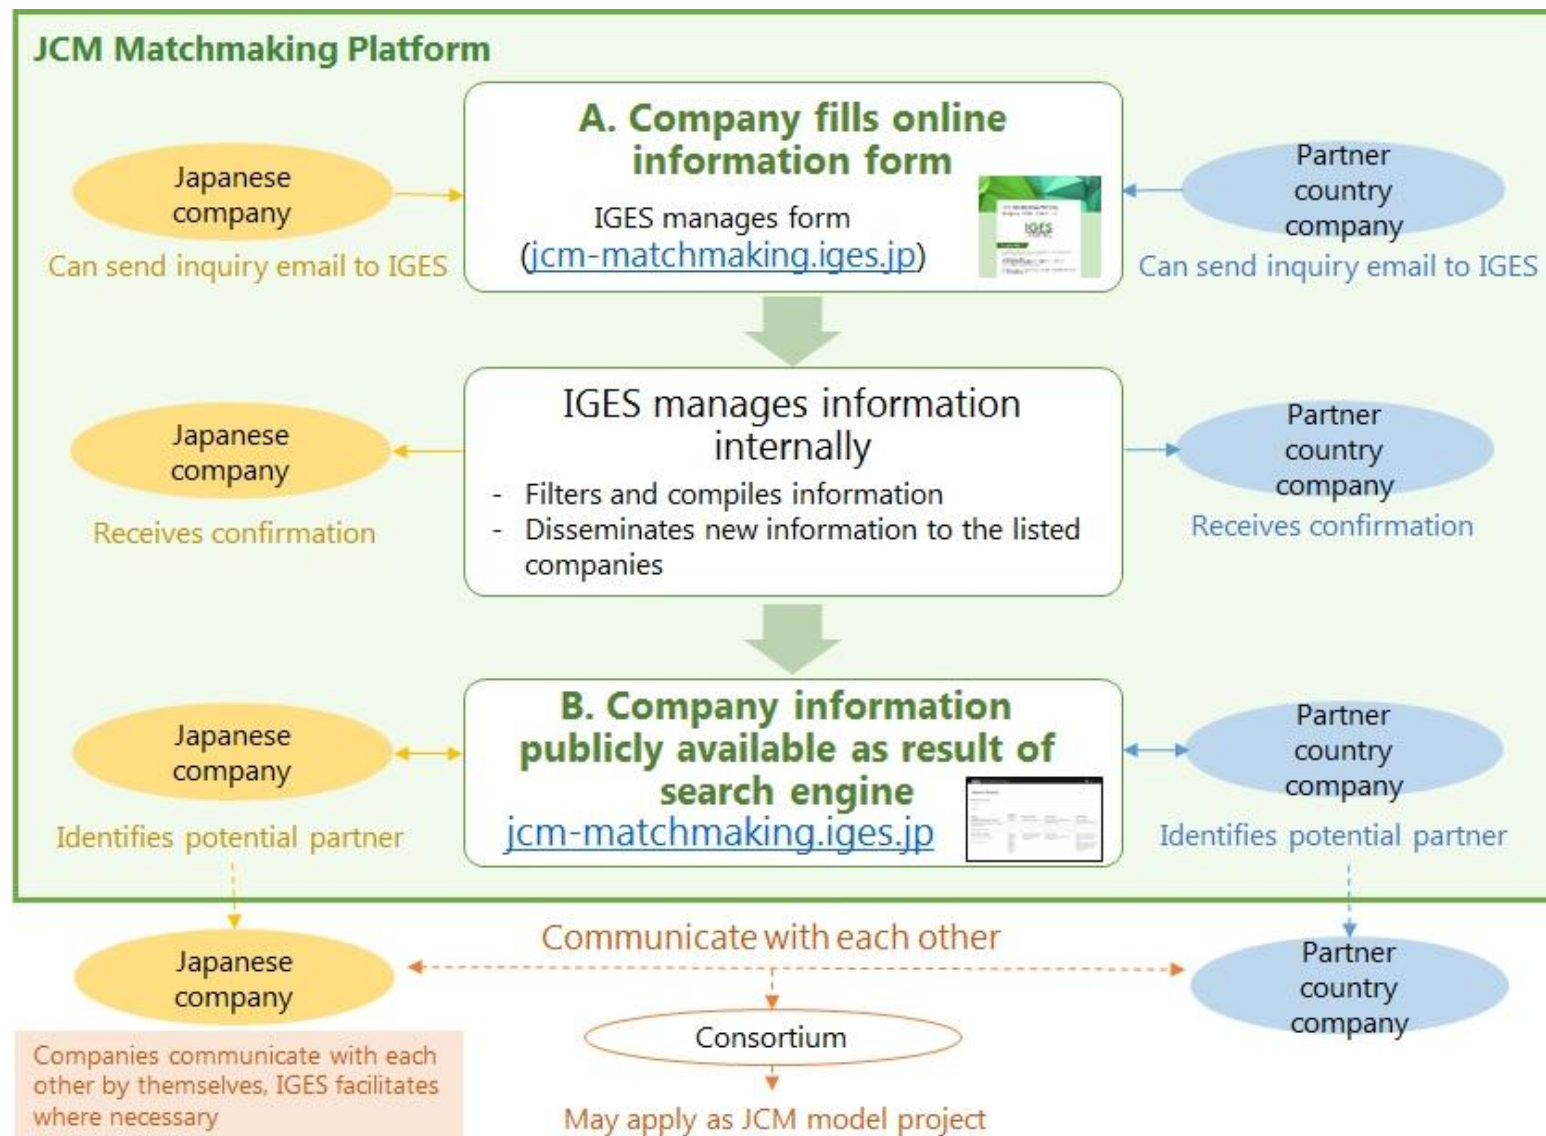 JCM Matchmaking Platform
A. Company fills online
information form
IGES manages form
(jcm-matchmaking.iges.jp)
IGES
Japanese
company
Can send inquiry email to IGES
Partner
country
company
Can send inquiry email to IGES
IGES manages information
internally
- Filters and compiles information
- Disseminates new information to the listed
companies
Japanese
company
Receives confirmation
Partner
country
company
Receives confirmation
B. Company information
publicly available as result of
search engine
jcm-matchmaking.iges.jp
Japanese
company
Identifies potential partner
Partner
country
company
Identifies potential partner
Communicate with each other
Japanese
company
Partner
country
company
Consortium
May apply as JCM model project
Companies communicate with each
other by themselves, IGES facilitates
where necessary